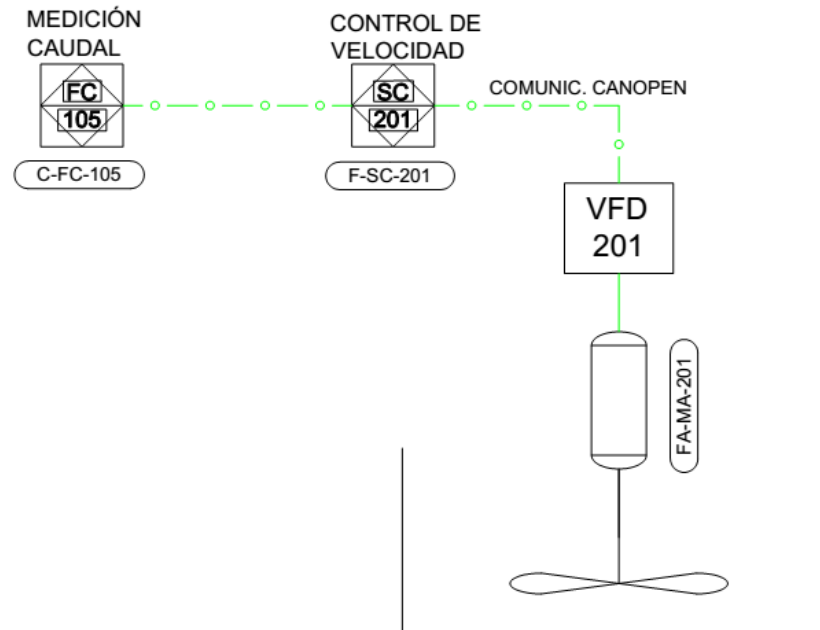 MEDICIÓN
CAUDAL
FC
105
C-FC-105
CONTROL DE
VELOCIDAD
SC
201
F-SC-201
COMUNIC. CANOPEN
VFD
201
FA-MA-201